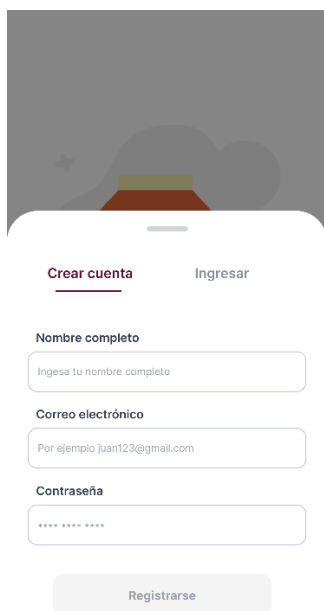 Crear cuenta
Ingresar
Nombre completo
Ingesa tu nombre completo
Correo electrónico
Por ejemplo juan123@gmail.com
Contraseña
**** **** ****
Registrarse